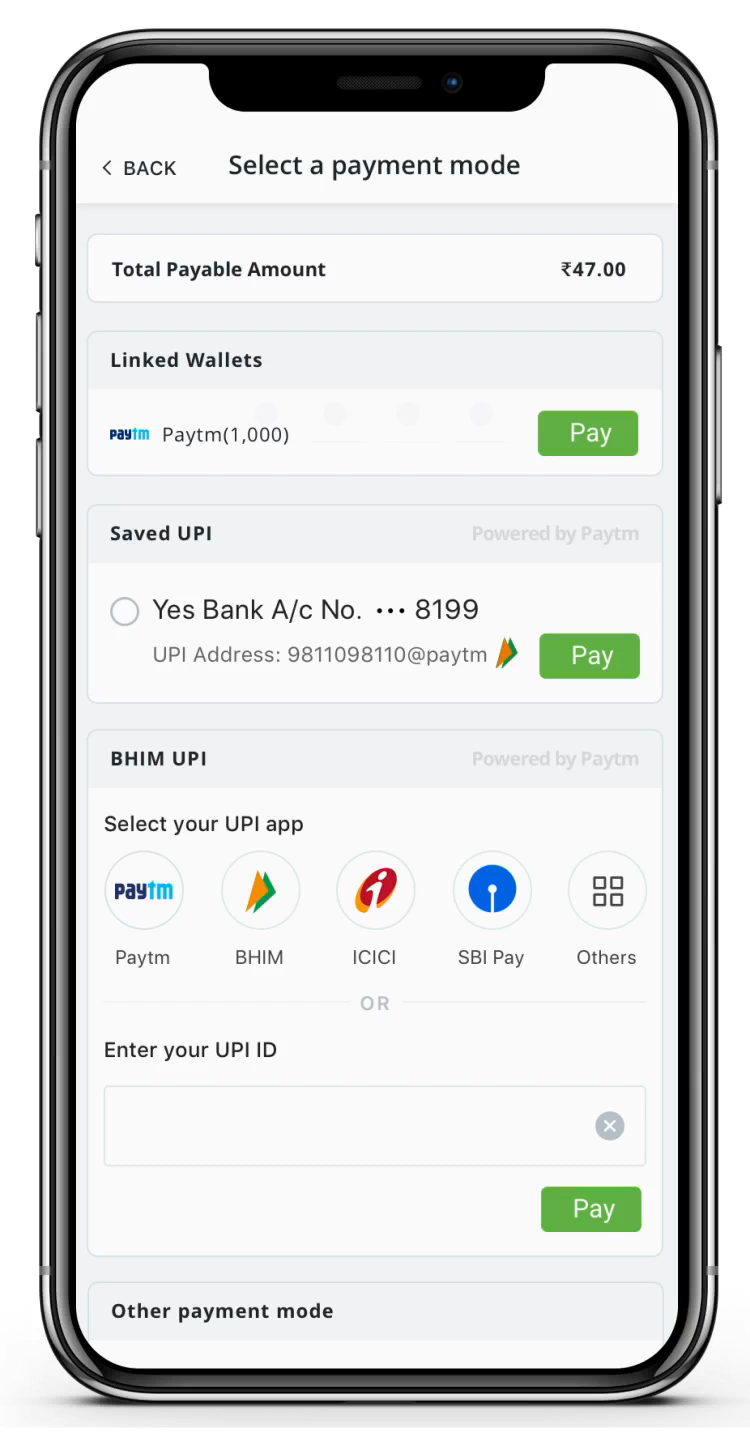 BACK Select a payment mode
Total Payable Amount ₹47.00
Linked Wallets
paytm Paytm(1,000) Pay
Saved UPI Powered by Paytm
Yes Bank A/c No. ••• 8199
UPI Address: 9811098110@paytm Pay
BHIM UPI Powered by Paytm
Select your UPI app
paytm
Paytm BHIM ICICI SBI Pay Others
OR
Enter your UPI ID
Pay
Other payment mode